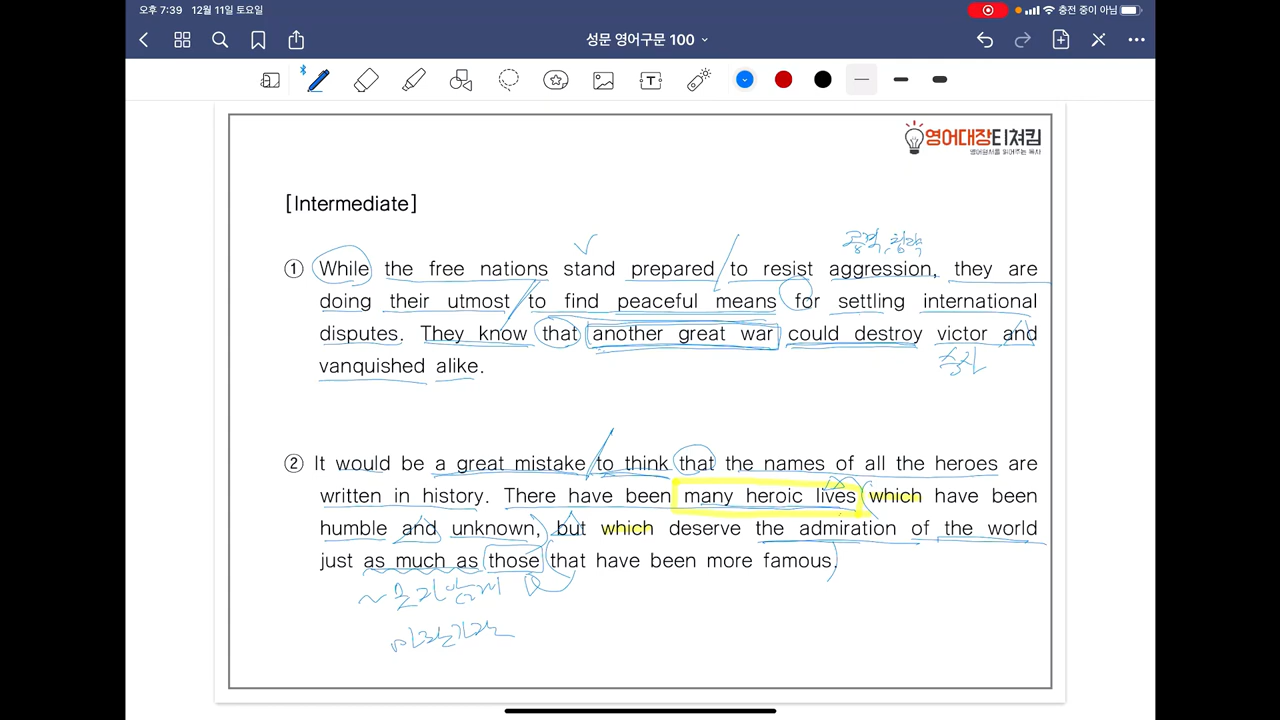 오후 7:39 12월 11일 토요일
충전 중이 아님
성문 영어구문 100
영어대장티쳐킴
[Intermediate]
공격, 침략
① While the free nations stand prepared to resist aggression, they are
doing their utmost to find peaceful means for settling international
disputes. They know that another great war could destroy victor and
승자
vanquished alike.
② It would be a great mistake to think that the names of all the heroes are
written in history. There have been many heroic lives which have been
humble and unknown, but which deserve the admiration of the world
just as much as those that have been more famous.
~ 못지않게